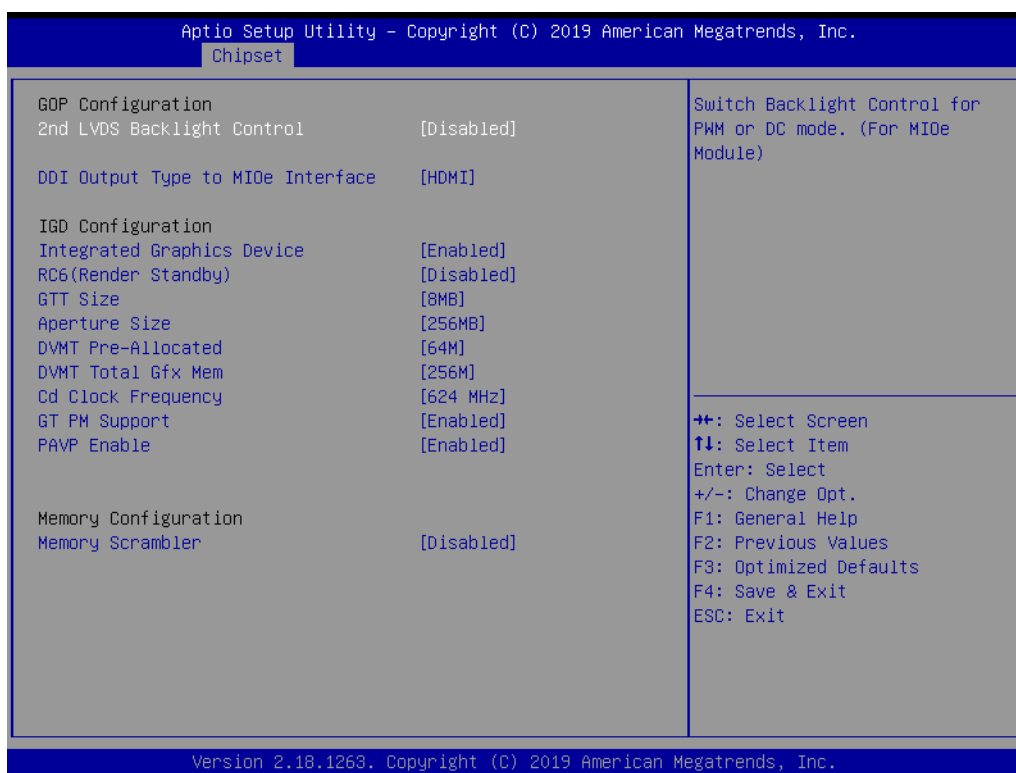 Aptio Setup Utility – Copyright (C) 2019 American Megatrends, Inc.
Chipset
GOP Configuration
2nd LVDS Backlight Control [Disabled]
DDI Output Type to MIOe Interface [HDMI]
IGD Configuration
Integrated Graphics Device [Enabled]
RC6(Render Standby) [Disabled]
GTT Size [8MB]
Aperture Size [256MB]
DVMT Pre-Allocated [64M]
DVMT Total Gfx Mem [256M]
Cd Clock Frequency [624 MHz]
GT PM Support [Enabled]
PAVP Enable [Enabled]
Memory Configuration
Memory Scrambler [Disabled]
Switch Backlight Control for
PWM or DC mode. (For MIOe
Module)
→←: Select Screen
↑↓: Select Item
Enter: Select
+/-: Change Opt.
F1: General Help
F2: Previous Values
F3: Optimized Defaults
F4: Save & Exit
ESC: Exit
Version 2.18.1263. Copyright (C) 2019 American Megatrends, Inc.